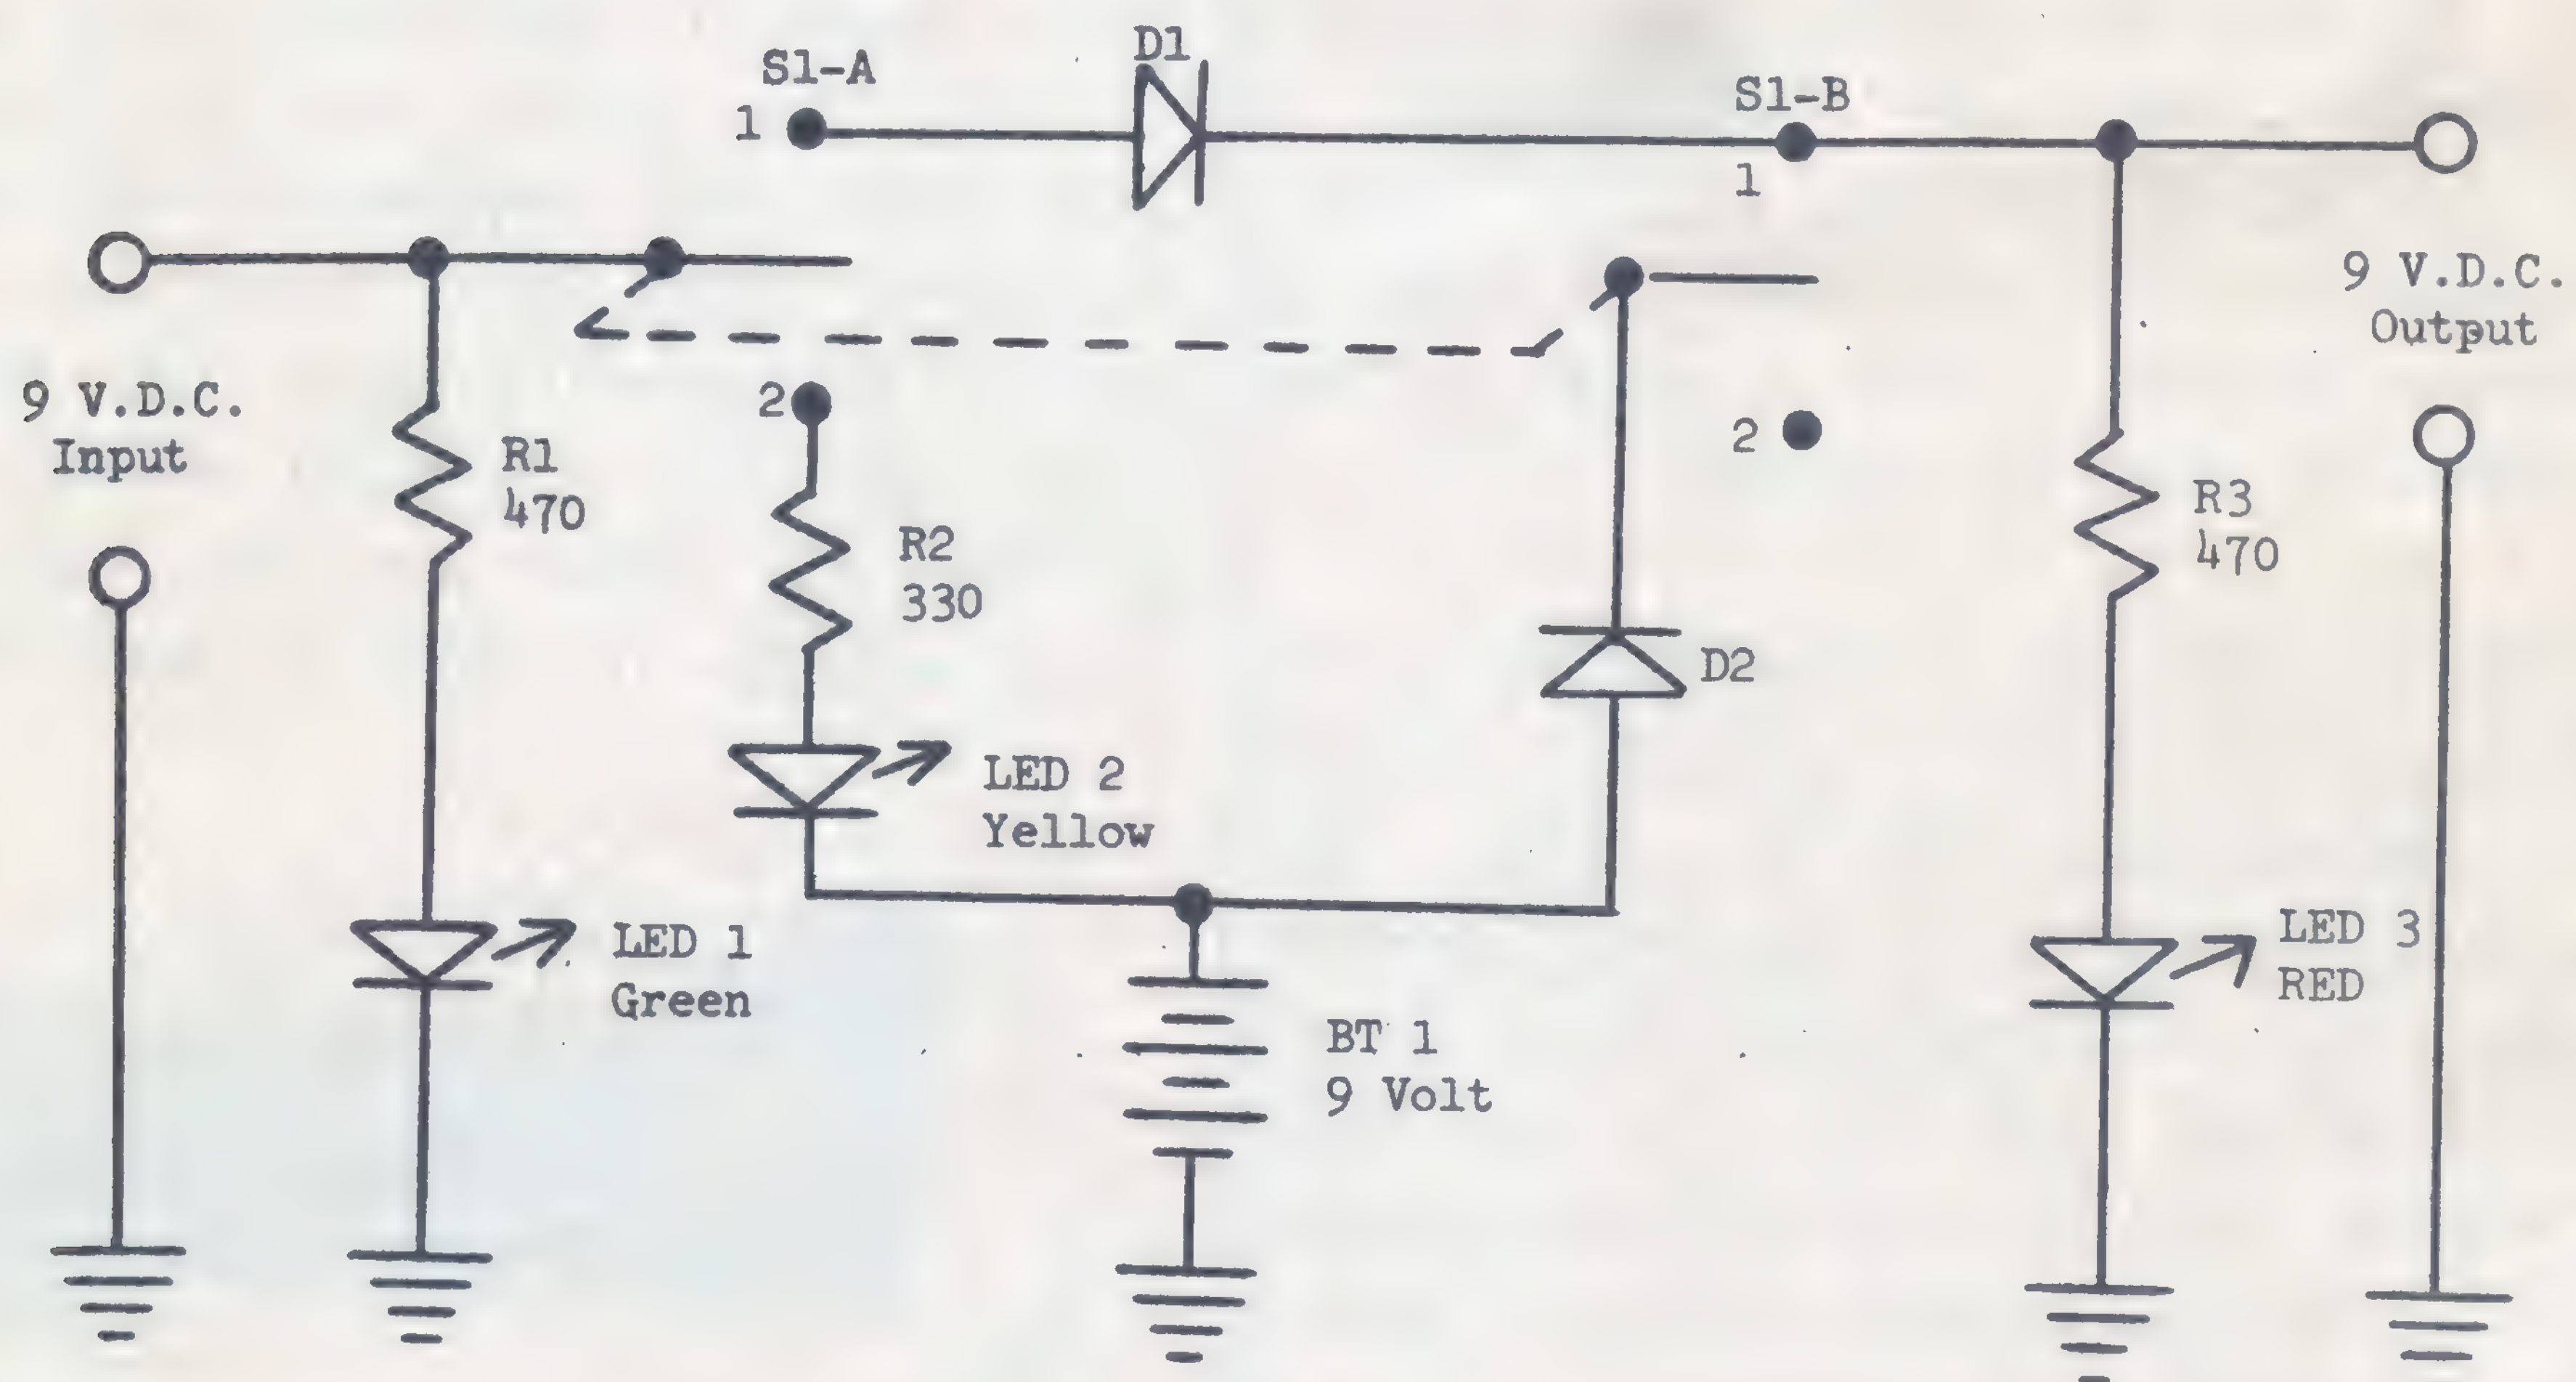 D1
S1-A
1
S1-B
1
9 V.D.C.
Input
9 V.D.C.
Output
2
2
R1
470
R2
330
R3
470
D2
LED 2
Yellow
LED 1
Green
LED 3
RED
BT 1
9 Volt